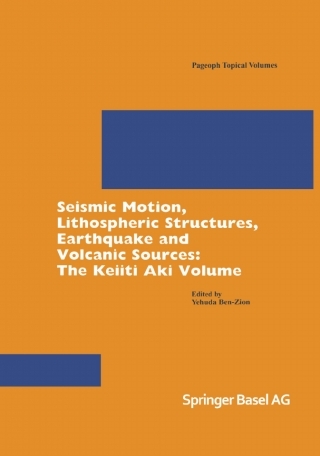 Pageoph Topical Volumes
Seismic Motion,
Lithospheric Structures,
Earthquake and
Volcanic Sources:
The Keiiti Aki Volume
Edited by
Yehuda Ben-Zion
Springer Basel AG